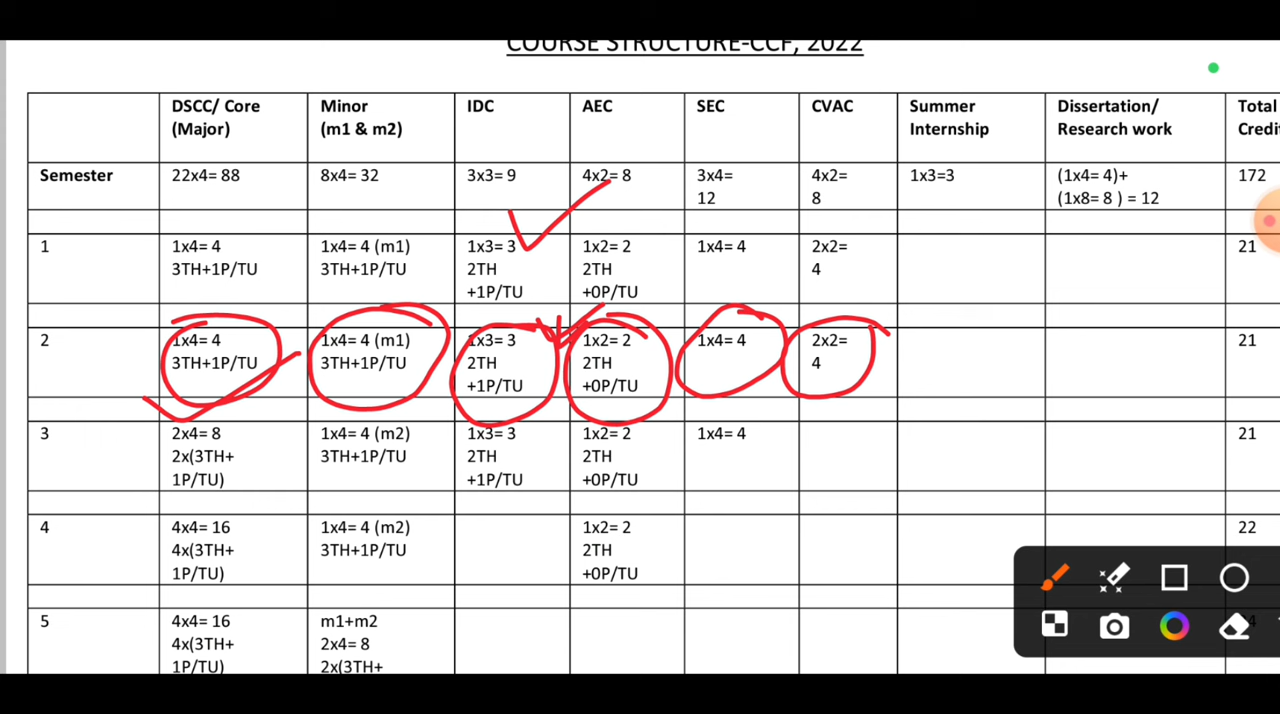 COURSE STRUCTURE-CCF, 2022
DSCC/ Core (Major) Minor (m1 & m2) IDC AEC SEC CVAC Summer Internship Dissertation/ Research work Total
Semester 22x4= 88 8x4= 32 3x3= 9 4x2= 8 3x4= 12 4x2= 8 1x3=3 (1x4= 4)+ (1x8= 8 ) = 12 172
1 1x4= 4 3TH+1P/TU 1x4= 4 (m1) 3TH+1P/TU 1x3= 3 2TH +1P/TU 1x2= 2 2TH +0P/TU 1x4= 4 2x2= 4 21
2 1x4= 4 3TH+1P/TU 1x4= 4 (m1) 3TH+1P/TU 1x3= 3 2TH +1P/TU 1x2= 2 2TH +0P/TU 1x4= 4 2x2= 4 21
3 2x4= 8 2x(3TH+ 1P/TU) 1x4= 4 (m2) 3TH+1P/TU 1x3= 3 2TH +1P/TU 1x2= 2 2TH +0P/TU 1x4= 4 21
4 4x4= 16 4x(3TH+ 1P/TU) 1x4= 4 (m2) 3TH+1P/TU 1x2= 2 2TH +0P/TU 22
5 4x4= 16 4x(3TH+ 1P/TU) m1+m2 2x4= 8 2x(3TH+